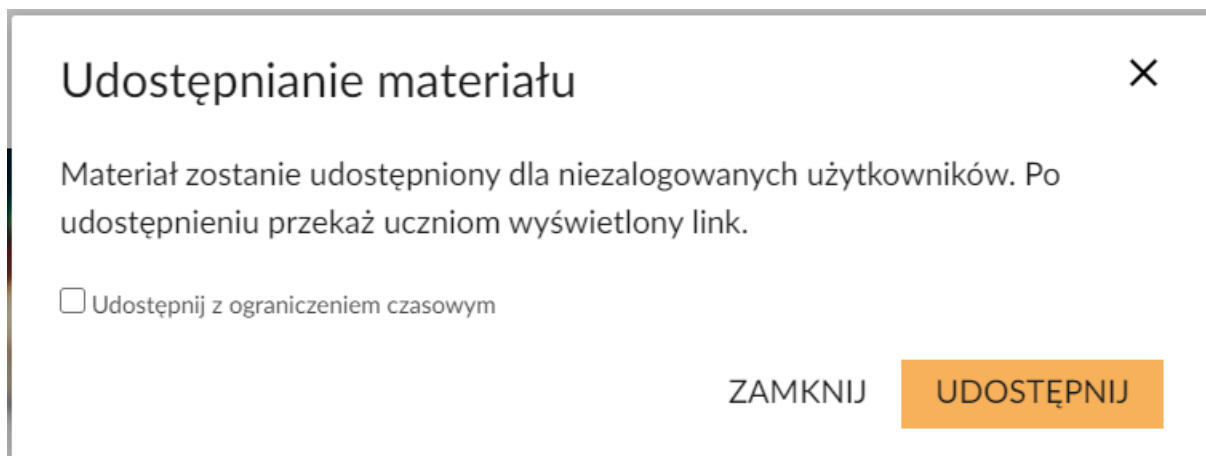 Udostępnianie materiału
Materiał zostanie udostępniony dla niezalogowanych użytkowników. Po
udostępnieniu przekaż uczniom wyświetlony link.
Udostępnij z ograniczeniem czasowym
ZAMKNIJ UDOSTĘPNIJ